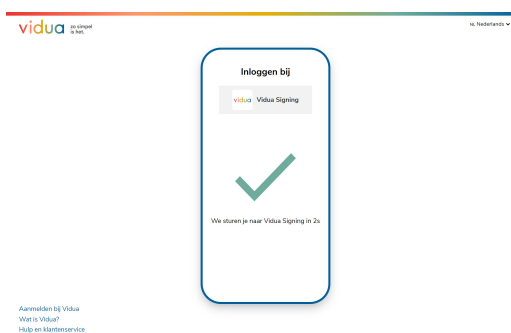 vidua
zo simpel
is het.
NL Nederlands
Inloggen bij
vidua Vidua Signing
We sturen je naar Vidua Signing in 2s
Aanmelden bij Vidua
Wat is Vidua?
Hulp en klantenservice